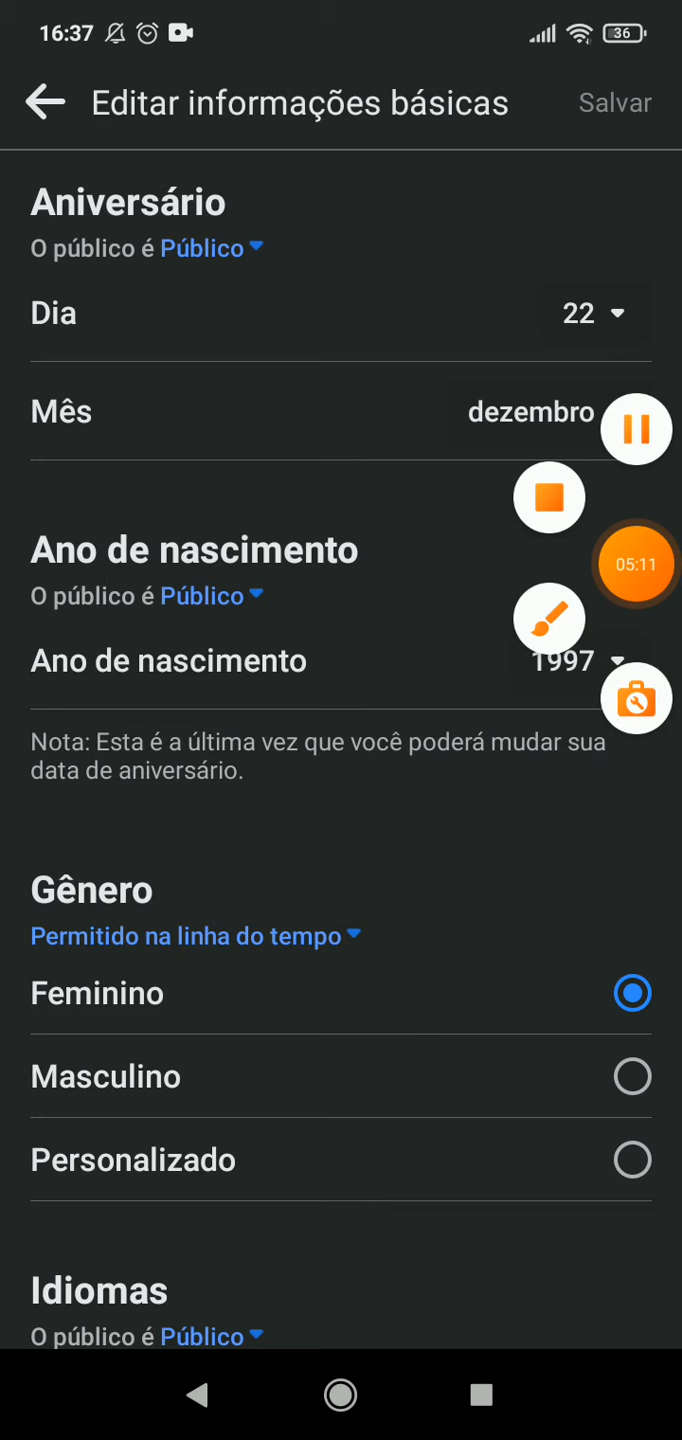 16:37
36
Editar informações básicas
Salvar
Aniversário
O público é Público
Dia
22
Mês
dezembro
05:11
Ano de nascimento
O público é Público
Ano de nascimento
1997
Nota: Esta é a última vez que você poderá mudar sua
data de aniversário.
Gênero
Permitido na linha do tempo
Feminino
Masculino
Personalizado
Idiomas
O público é Público